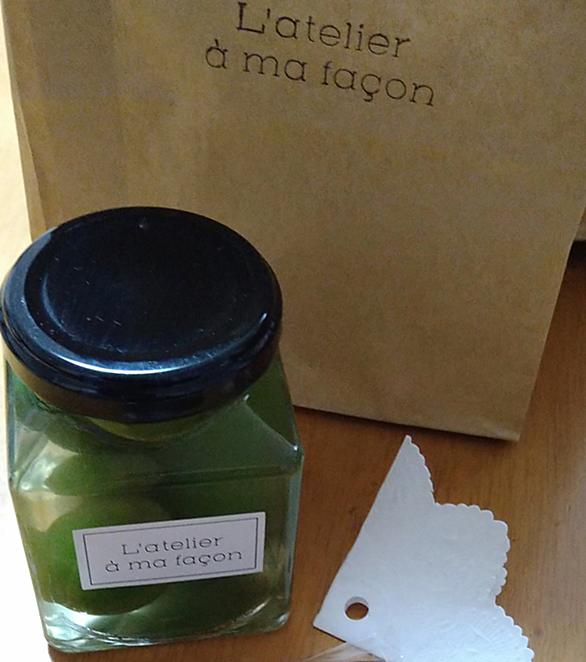 L'atelier
à ma façon
L'atelier
à ma façon